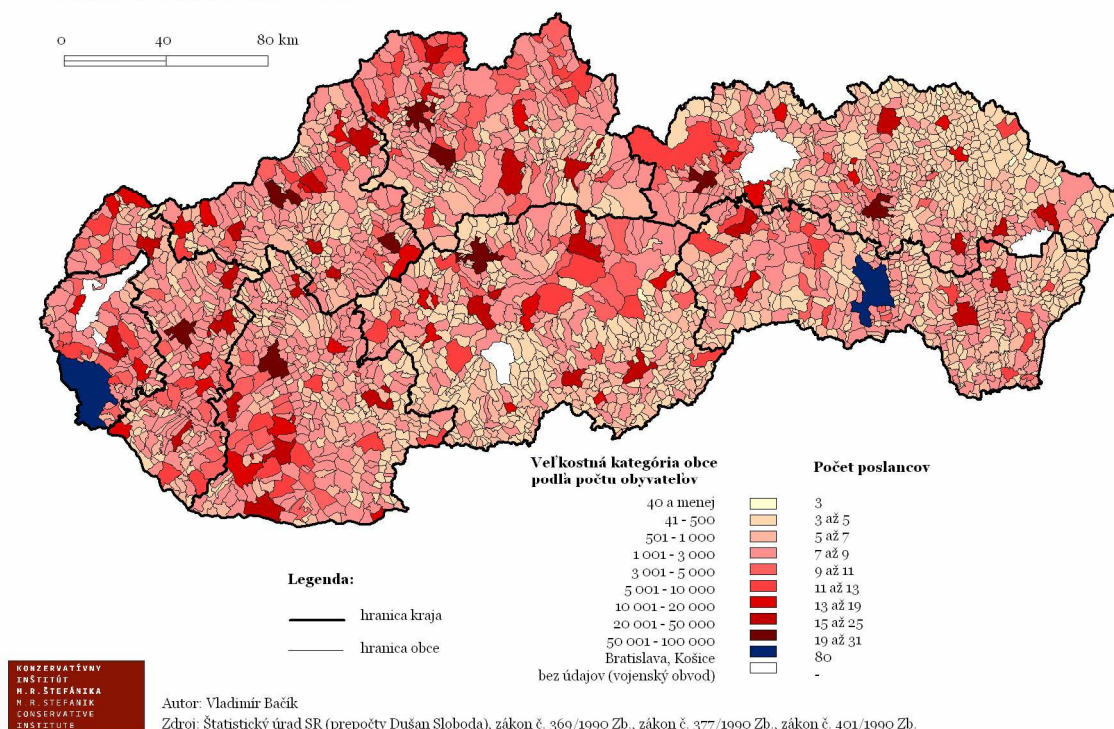 0 40 80 km
Veľkostná kategória obce
podľa počtu obyvateľov
Počet poslancov
40 a menej 3
41 - 500 3 až 5
501 - 1 000 5 až 7
1 001 - 3 000 7 až 9
3 001 - 5 000 9 až 11
5 001 - 10 000 11 až 13
10 001 - 20 000 13 až 19
20 001 - 50 000 15 až 25
50 001 - 100 000 19 až 31
Bratislava, Košice 80
bez údajov (vojenský obvod) -
Legenda:
hranica kraja
hranica obce
KONZERVATÍVNY
INŠTITÚT
M.R.ŠTEFÁNIKA
M.R.STEFANIK
CONSERVATIVE
INSTITUTE
Autor: Vladimír Bačík
Zdroj: Štatistický úrad SR (prepočty Dušan Sloboda), zákon č. 369/1990 Zb., zákon č. 377/1990 Zb., zákon č. 401/1990 Zb.